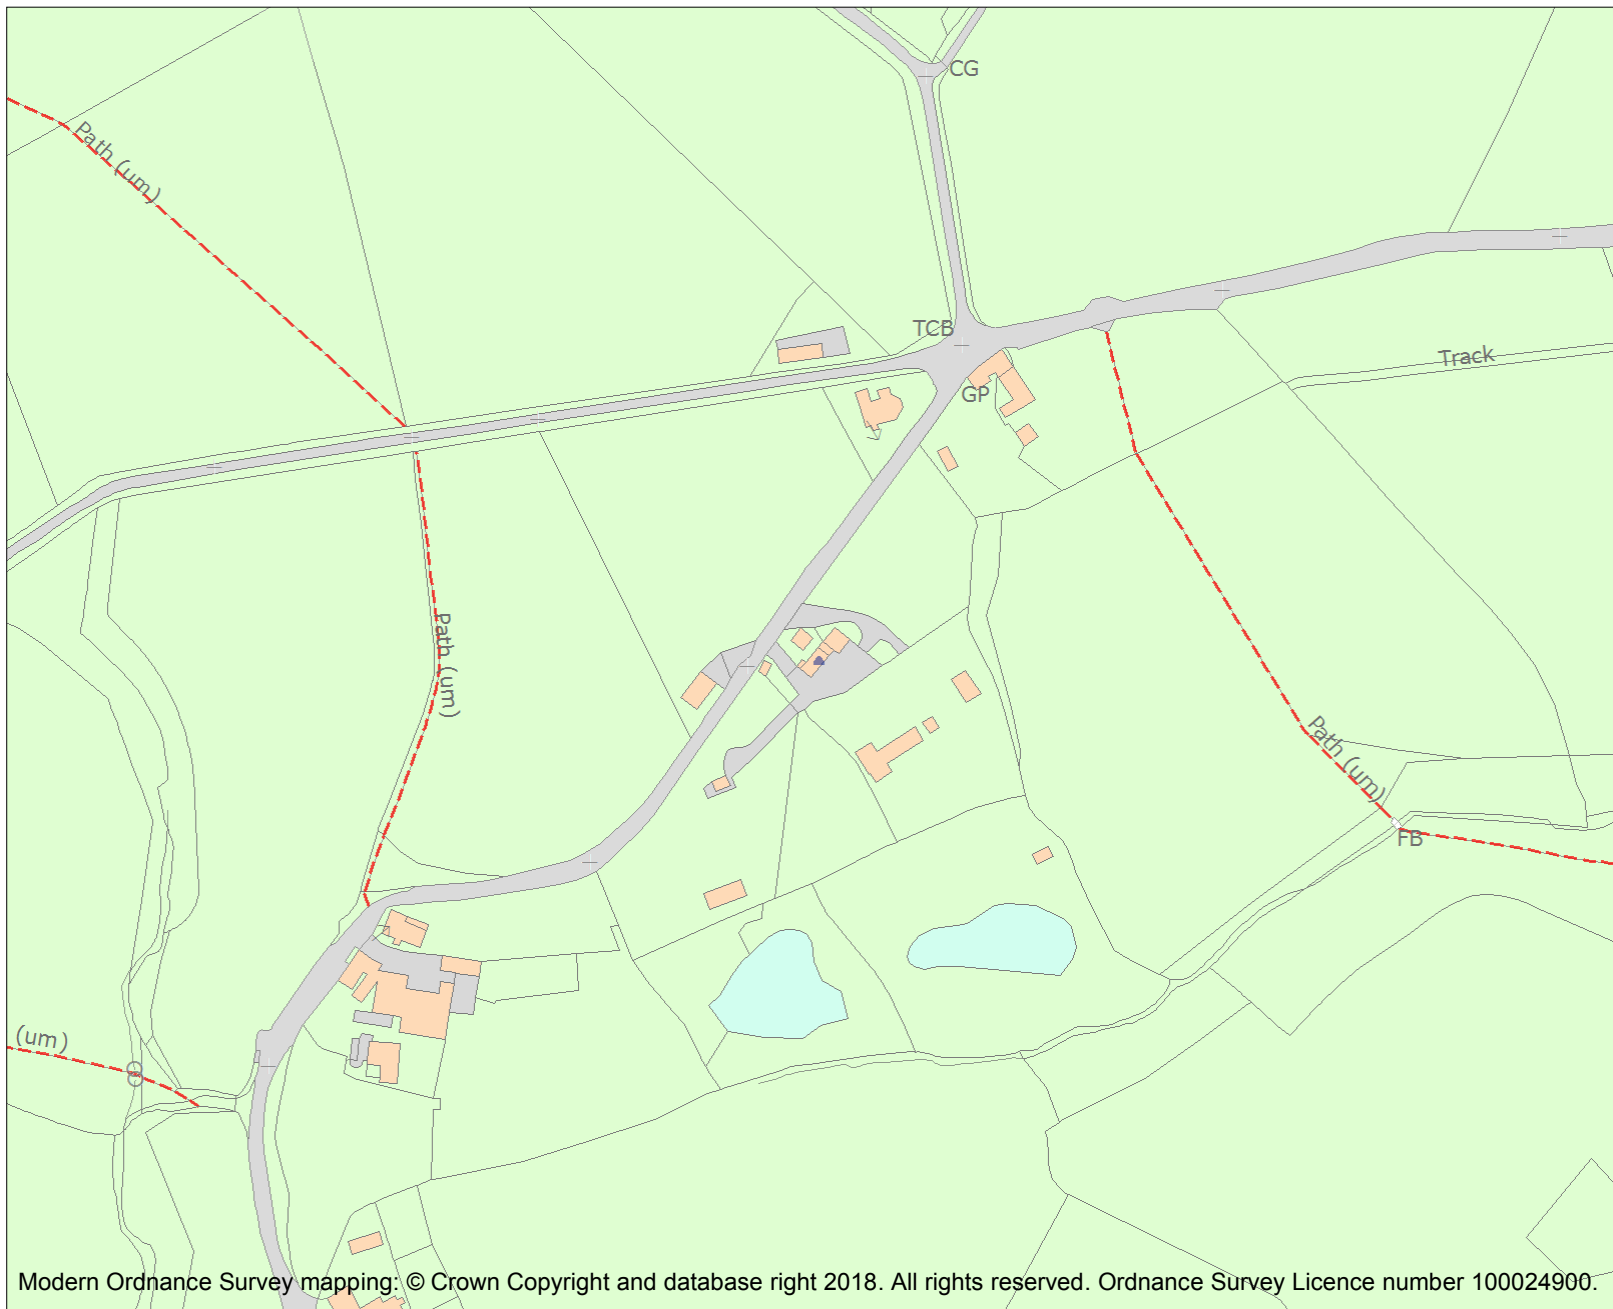 CG
Path (um)
TCB
Track
GP
Path (um)
Path (um)
FB
(um)
Modern Ordnance Survey mapping: © Crown Copyright and database right 2018. All rights reserved. Ordnance Survey Licence number 100024900.